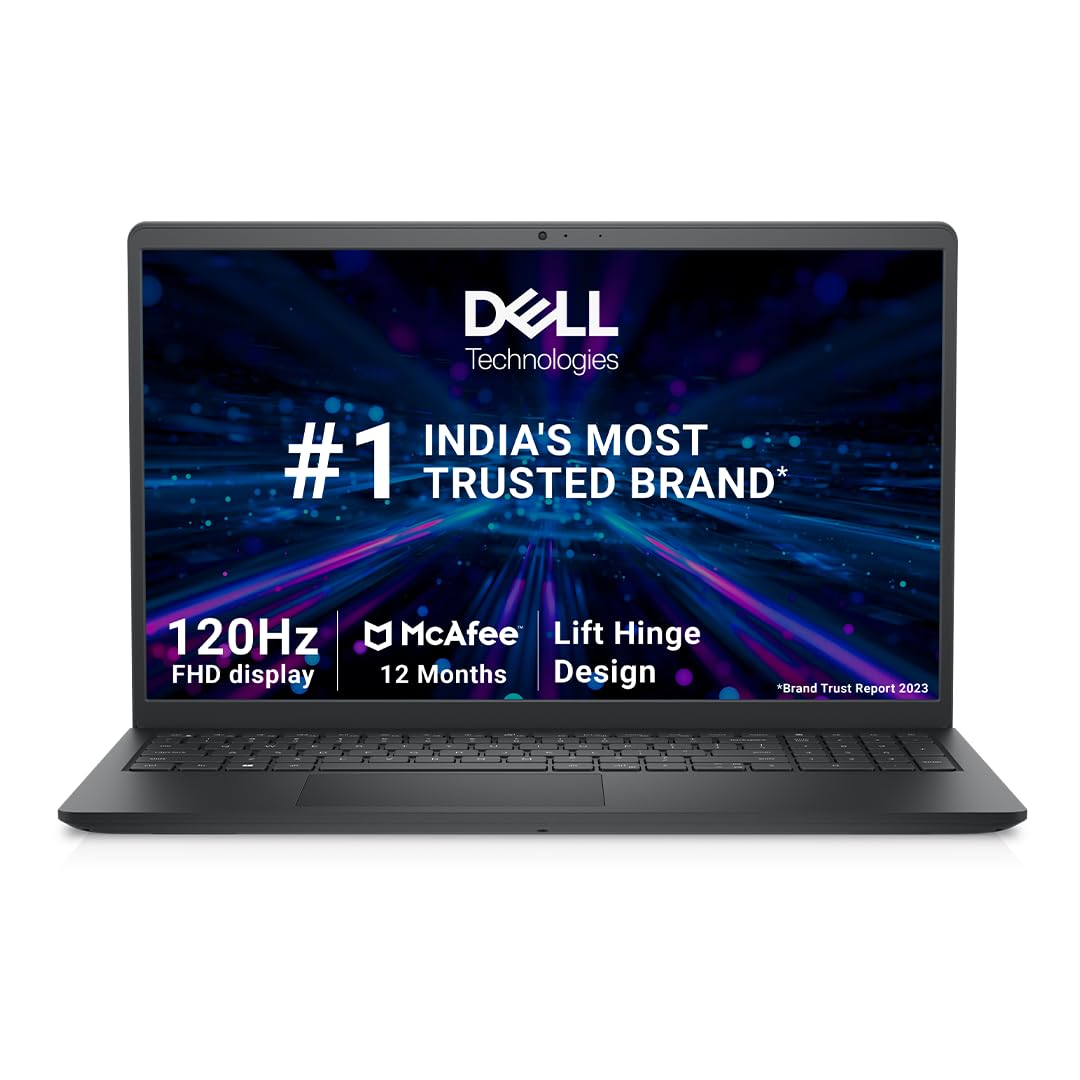 DELL
Technologies
#1 INDIA'S MOST
TRUSTED BRAND*
120Hz
FHD display
McAfee™
12 Months
Lift Hinge
Design
*Brand Trust Report 2023